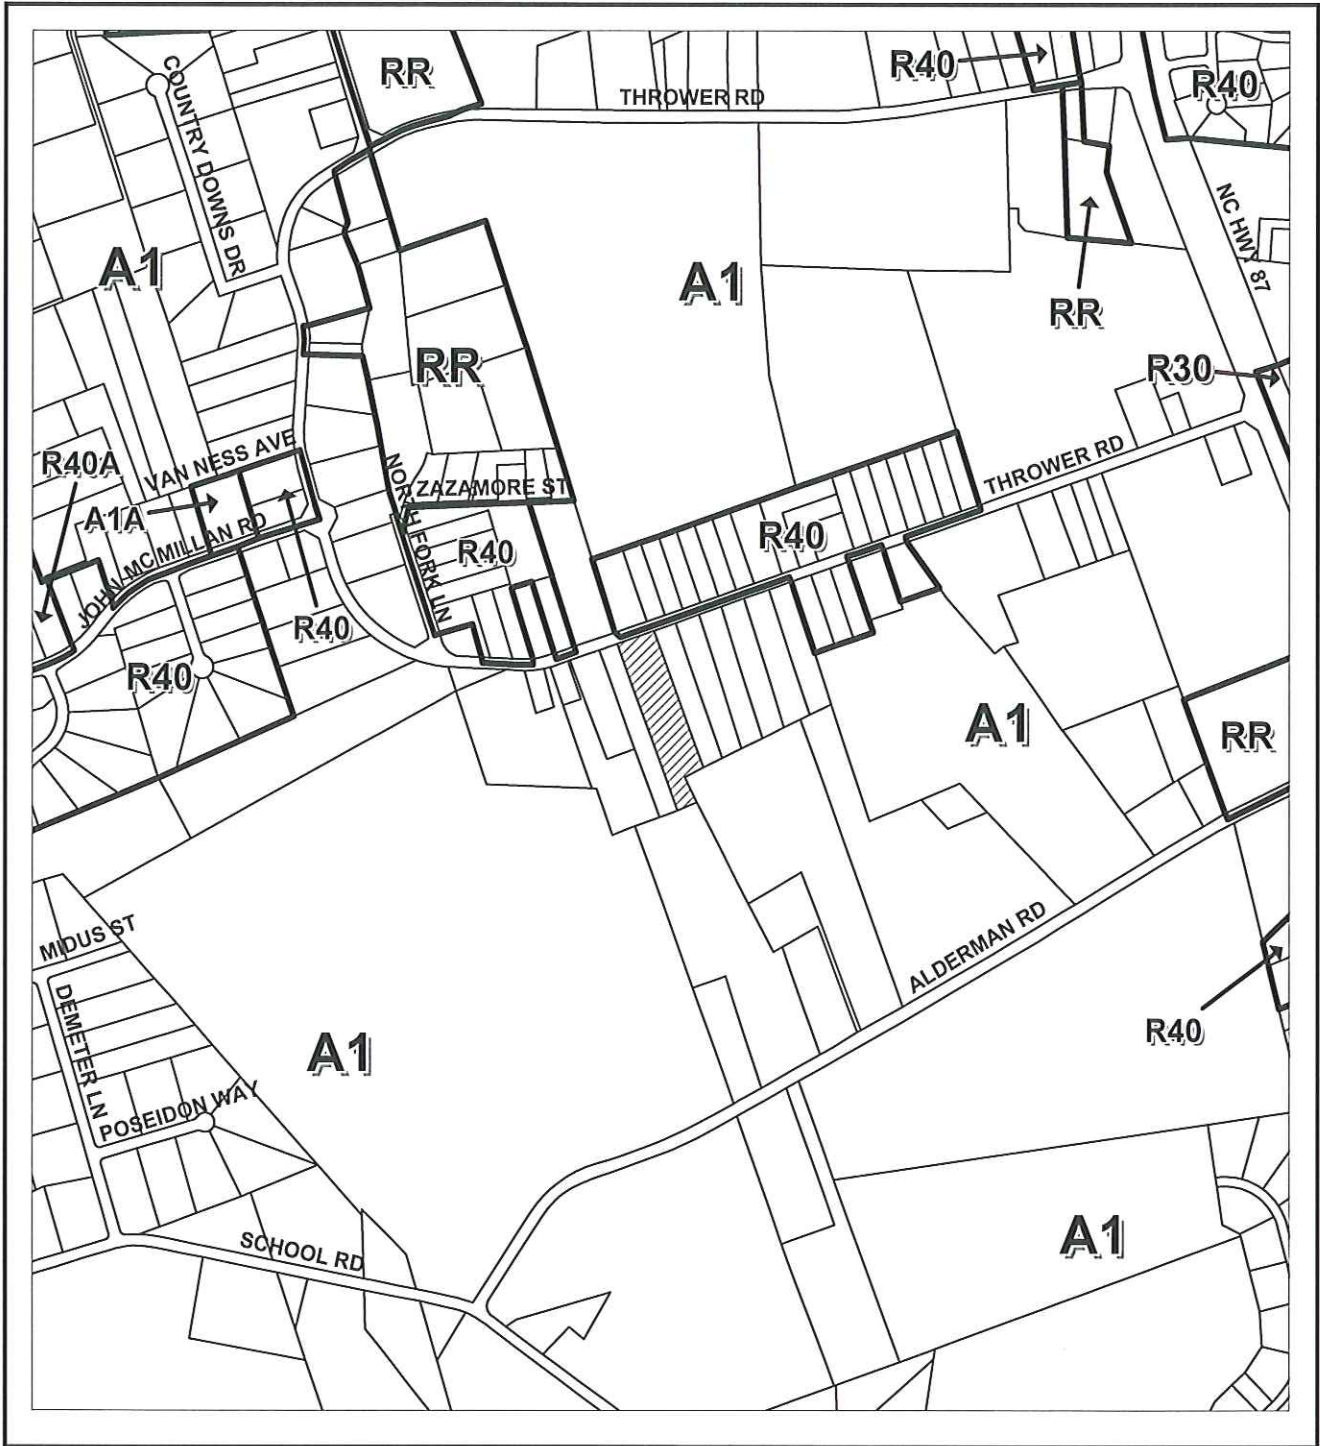 RR
R40
R40
THROWER RD
COUNTRY DOWNS DR
A1
A1
NC HWY 87
RR
RR
R30
R40A
VAN NESS AVE
A1A
JOHN MC MILLAN RD
NORTH FORK LN
ZAZAMORE ST
THROWER RD
R40
R40
R40
R40
A1
RR
MIDUS ST
ALDERMAN RD
DEMETER LN
R40
A1
POSEIDON WAY
SCHOOL RD
A1